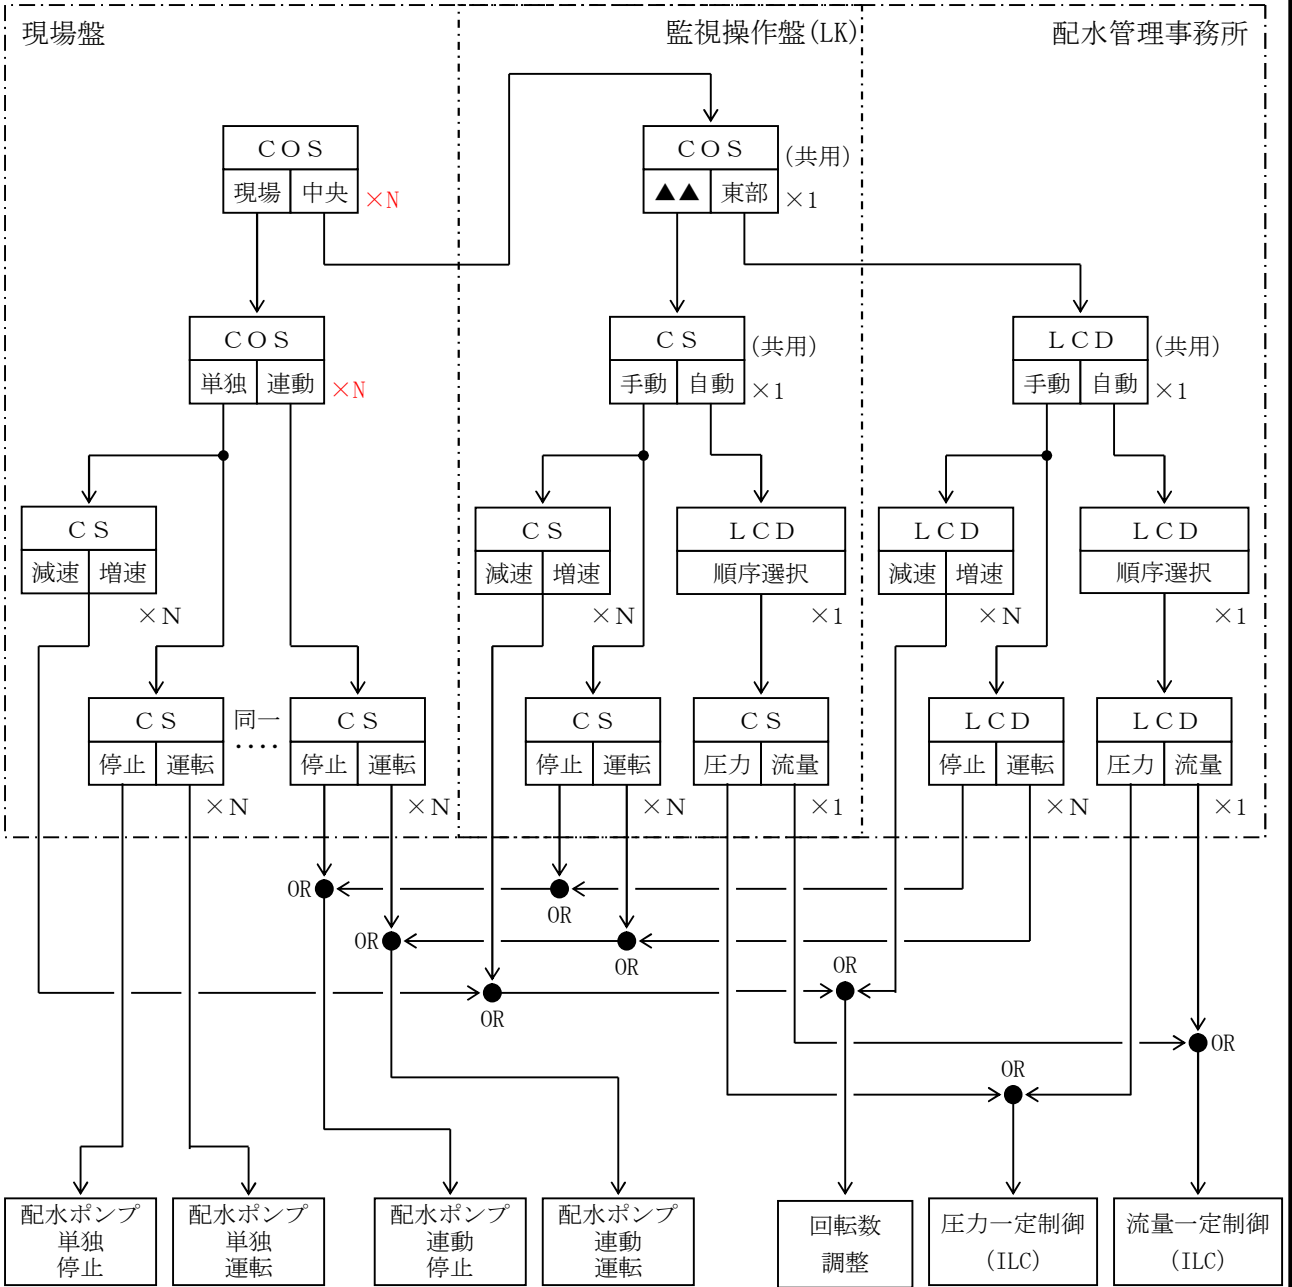 現場盤
監視操作盤(LK)
配水管理事務所
ＣＯＳ
現場 中央
×N
ＣＯＳ
(共用)
▲▲ 東部
×1
ＣＯＳ
単独 連動
×N
ＣＳ
(共用)
手動 自動
×1
ＬＣＤ
(共用)
手動 自動
×1
ＣＳ
減速 増速
×Ｎ
ＣＳ
減速 増速
×Ｎ
ＬＣＤ
順序選択
×1
ＬＣＤ
減速 増速
×Ｎ
ＬＣＤ
順序選択
×1
ＣＳ
停止 運転
×Ｎ
同一
‥‥
ＣＳ
停止 運転
×Ｎ
ＣＳ
停止 運転
×Ｎ
ＣＳ
圧力 流量
×1
ＬＣＤ
停止 運転
×Ｎ
ＬＣＤ
圧力 流量
×1
OR
OR
OR
OR
OR
OR
OR
OR
配水ポンプ
単独
停止
配水ポンプ
単独
運転
配水ポンプ
連動
停止
配水ポンプ
連動
運転
回転数
調整
圧力一定制御
(ILC)
流量一定制御
(ILC)